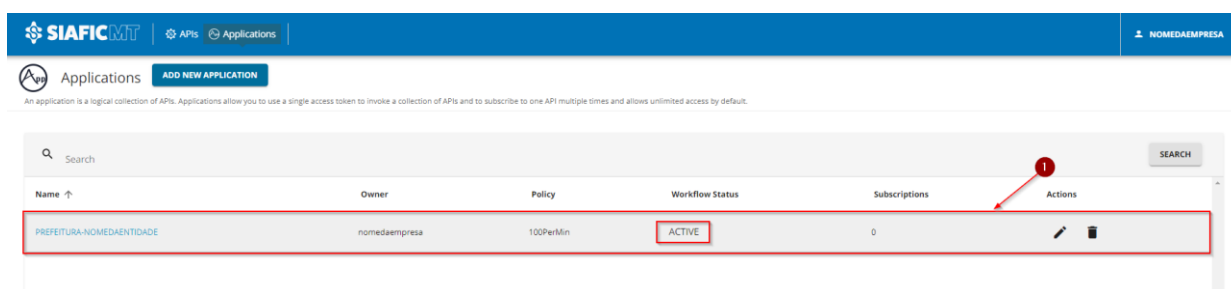 SIAFICMT APIs Applications NOMEDAEMPRESA
App Applications ADD NEW APPLICATION
An application is a logical collection of APIs. Applications allow you to use a single access token to invoke a collection of APIs and to subscribe to one API multiple times and allows unlimited access by default.
Search SEARCH
1
Name Owner Policy Workflow Status Subscriptions Actions
PREFEITURA-NOMEDAENTIDADE nomedaempresa 100PerMin ACTIVE 0